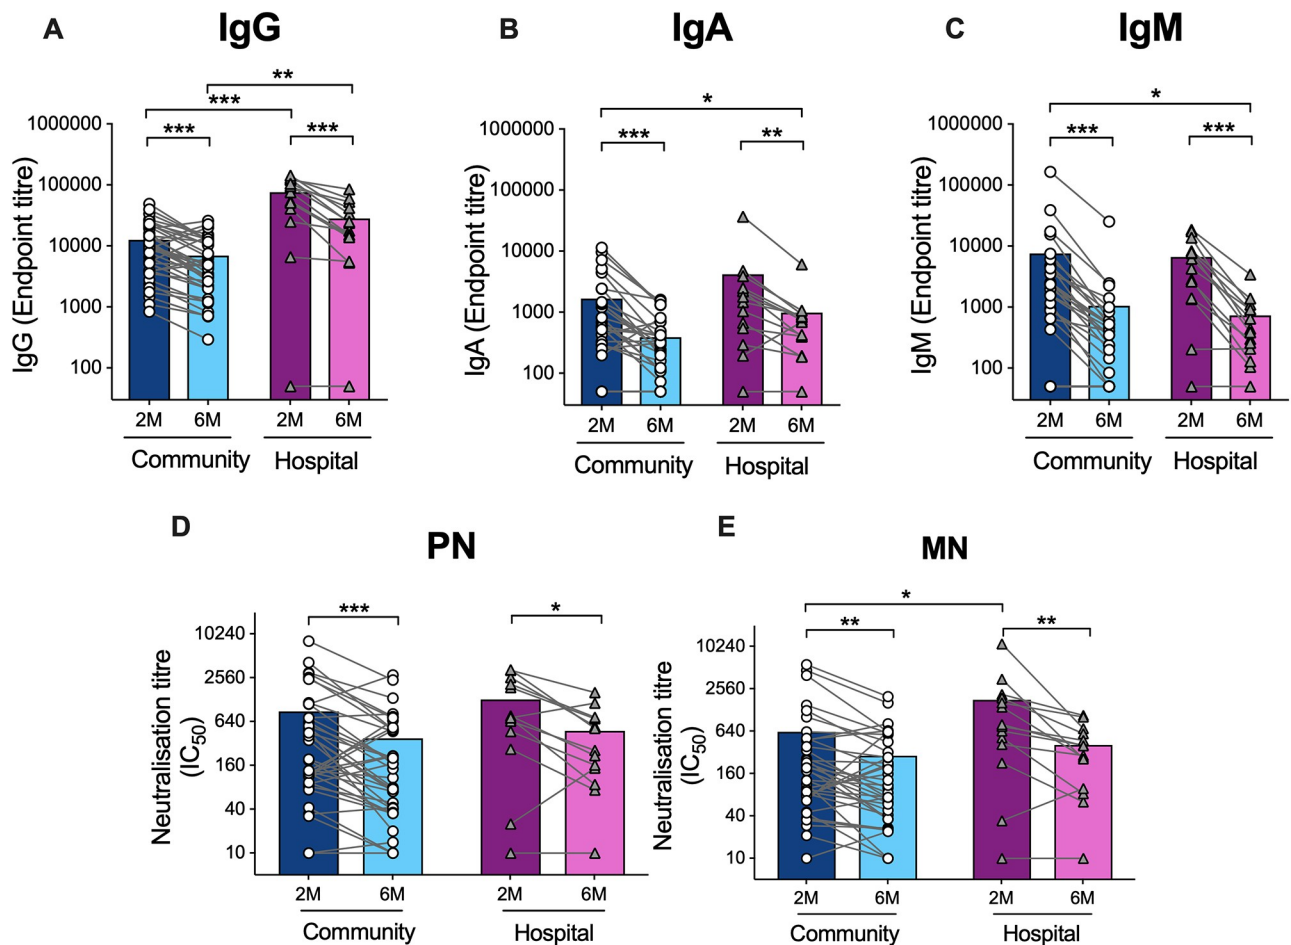 A IgG
**
***
*** ***
1000000
100000
10000
1000
100
IgG (Endpoint titre)
2M 6M 2M 6M
Community Hospital
B IgA
*
*** **
1000000
100000
10000
1000
100
IgA (Endpoint titre)
2M 6M 2M 6M
Community Hospital
C IgM
*
*** ***
1000000
100000
10000
1000
100
IgM (Endpoint titre)
2M 6M 2M 6M
Community Hospital
D PN
*** *
10240
2560
640
160
40
10
Neutralisation titre
(IC50)
2M 6M 2M 6M
Community Hospital
E MN
*
** **
10240
2560
640
160
40
10
Neutralisation titre
(IC50)
2M 6M 2M 6M
Community Hospital